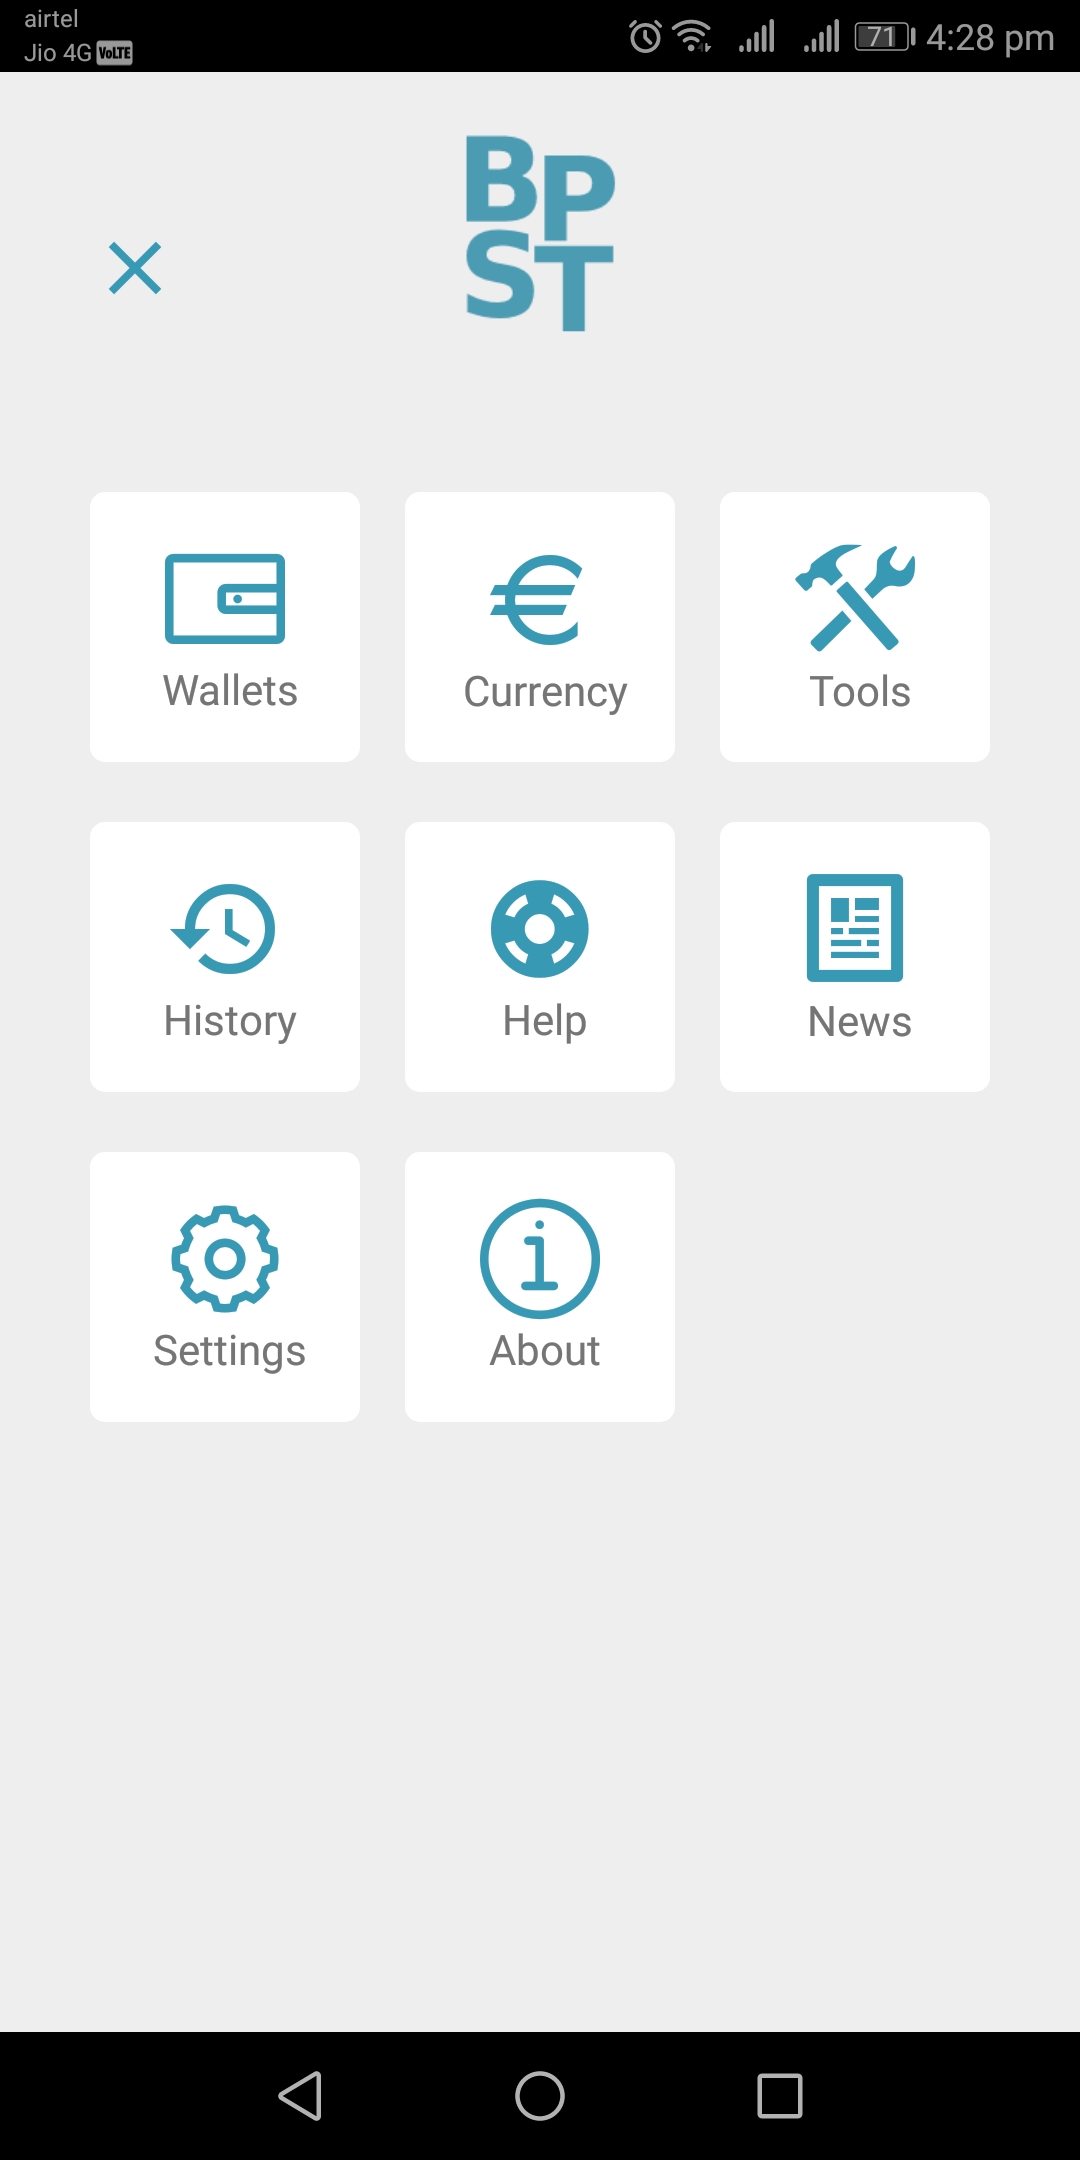 airtel
Jio 4G VoLTE
71 4:28 pm
BP
ST
Wallets
Currency
Tools
History
Help
News
Settings
About